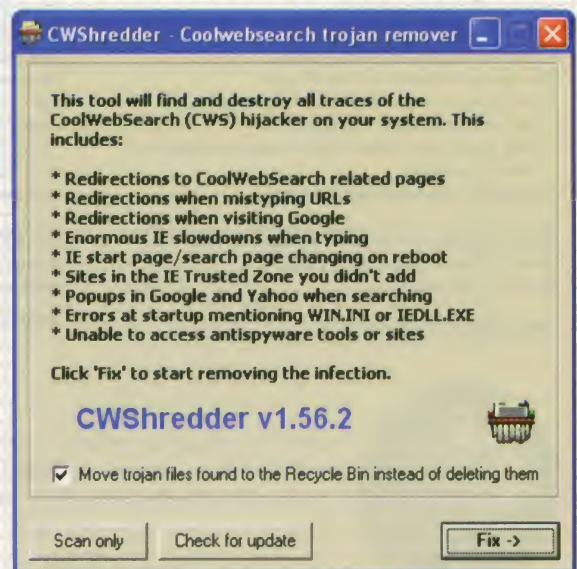 CWShredder - Coolwebsearch trojan remover
This tool will find and destroy all traces of the
CoolWebSearch (CWS) hijacker on your system. This
includes:
* Redirections to CoolWebSearch related pages
* Redirections when mistyping URLs
* Redirections when visiting Google
* Enormous IE slowdowns when typing
* IE start page/search page changing on reboot
* Sites in the IE Trusted Zone you didn't add
* Popups in Google and Yahoo when searching
* Errors at startup mentioning WIN.INI or IEDLL.EXE
* Unable to access antispyware tools or sites
Click 'Fix' to start removing the infection.
CWShredder v1.56.2
Move trojan files found to the Recycle Bin instead of deleting them
Scan only
Check for update
Fix ->